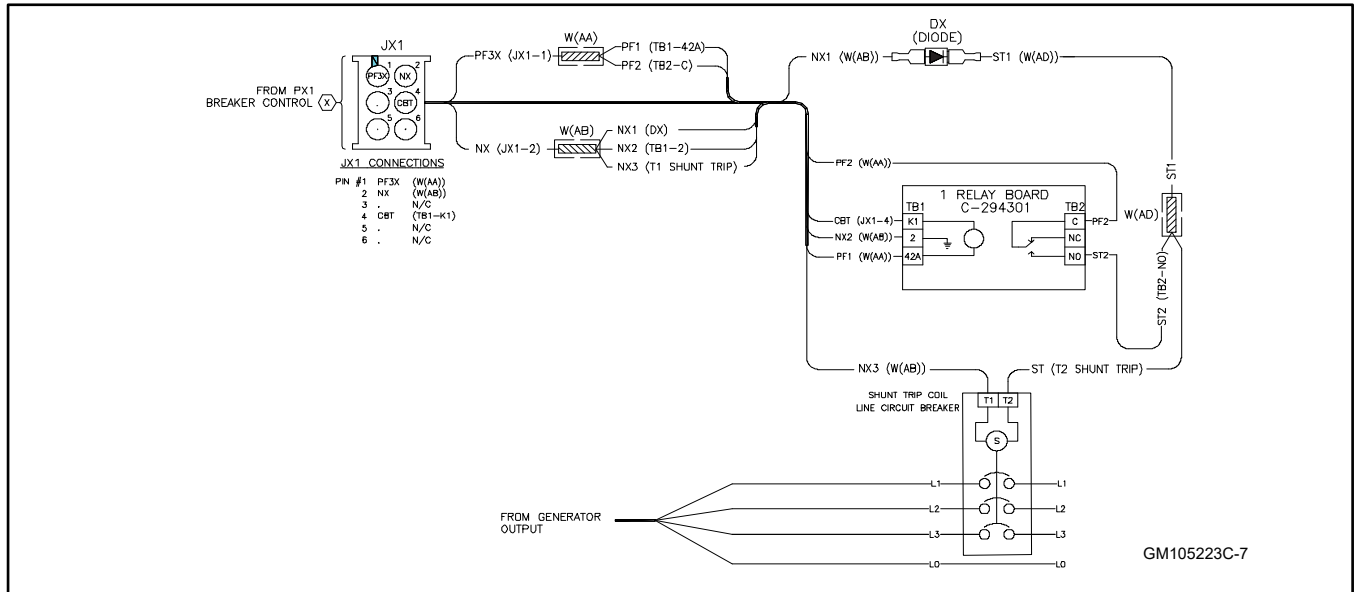 JX1
FROM PX1
BREAKER CONTROL X
PF3X 1
NX 2
. 3
CBT 4
. 5
. 6
JX1 CONNECTIONS
PIN #1 PF3X (W(AA))
2 NX (W(AB))
3 . N/C
4 CBT (TB1-K1)
5 . N/C
6 . N/C
PF3X (JX1-1)
W(AA)
PF1 (TB1-42A)
PF2 (TB2-C)
NX (JX1-2)
W(AB)
NX1 (DX)
NX2 (TB1-2)
NX3 (T1 SHUNT TRIP)
DX
(DIODE)
NX1 (W(AB))
ST1 (W(AD))
ST1
W(AD)
ST2 (TB2-NO)
PF2 (W(AA))
1 RELAY BOARD
C-294301
TB1
TB2
CBT (JX1-4) K1
NX2 (W(AB)) 2
PF1 (W(AA)) 42A
C PF2
NC
NO ST2
NX3 (W(AB))
ST (T2 SHUNT TRIP)
SHUNT TRIP COIL
LINE CIRCUIT BREAKER
T1 T2
S
FROM GENERATOR
OUTPUT
L1 L1
L2 L2
L3 L3
L0 L0
GM105223C-7